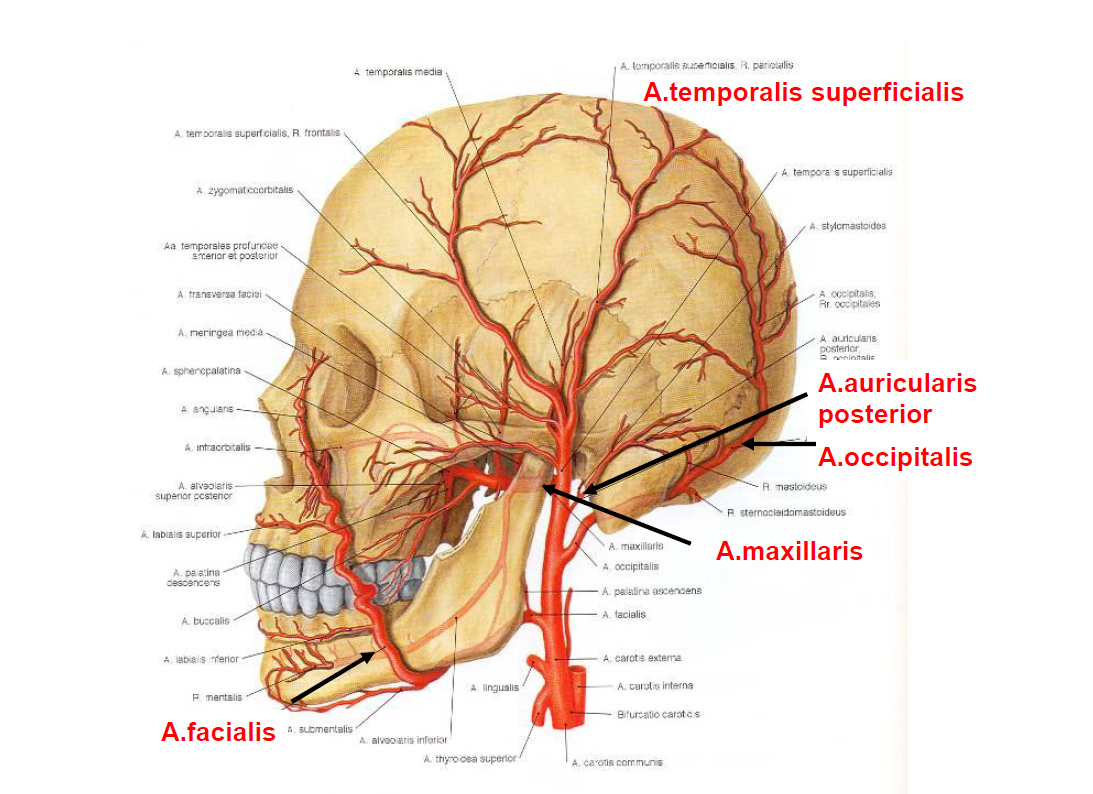 A. temporalis media
A. temporalis superficialis, R. parietalis
A.temporalis superficialis
A. temporalis superficialis, R. frontalis
A. zygomaticoorbitalis
Aa. temporales profundae
anterior et posterior
A. transversa faciei
A. meningea media
A. sphenopalatina
A. angularis
A. infraorbitalis
A. alveolaris
superior posterior
A. labialis superior
A. palatina
descendens
A. buccalis
A. labialis inferior
R. mentalis
A.facialis
A. submentalis
A. alveolaris inferior
A. thyroidea superior
A. lingualis
A. temporalis superficialis
A. stylomastoidea
A. occipitalis,
Rr. occipitales
A. auricularis
posterior,
R. occipitalis
A.auricularis
posterior
A.occipitalis
R. mastoideus
R. sternocleidomastoideus
A.maxillaris
A. maxillaris
A. occipitalis
A. palatina ascendens
A. facialis
A. carotis externa
A. carotis interna
Bifurcatio carotidis
A. carotis communis